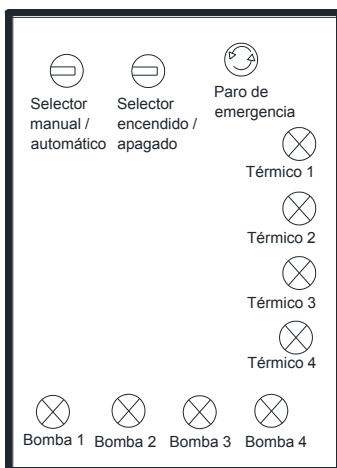 Selector
manual /
automático
Selector
encendido /
apagado
Paro de
emergencia
Térmico 1
Térmico 2
Térmico 3
Térmico 4
Bomba 1
Bomba 2
Bomba 3
Bomba 4